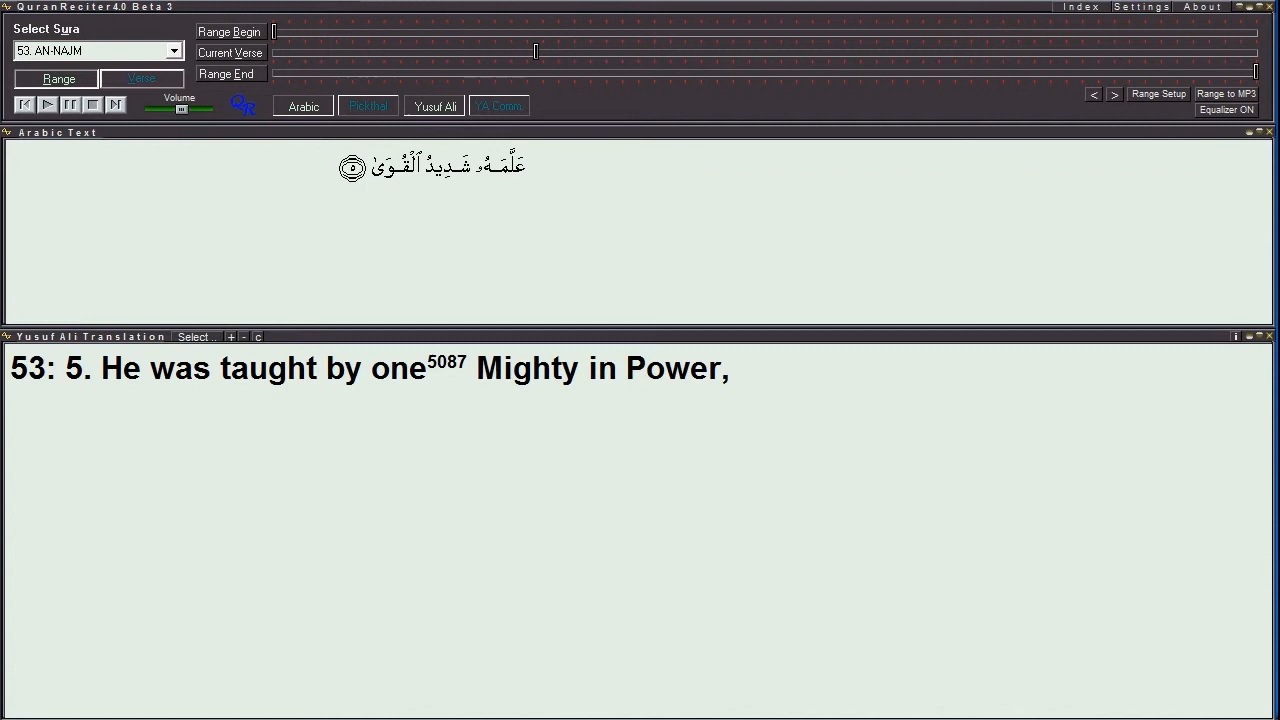 QuranReciter4.0 Beta 3
Index Settings About
Select Sura
53. AN-NAJM
Range Verse
Volume
Range Begin
Current Verse
Range End
QR
Arabic Pickthal Yusuf Ali YA Comm.
< > Range Setup Range to MP3
Equalizer ON
Arabic Text
عَلَّمَهُۥ شَدِيدُ ٱلْقُوَىٰ ٥
Yusuf Ali Translation Select .. + - c i
53: 5. He was taught by one5087 Mighty in Power,